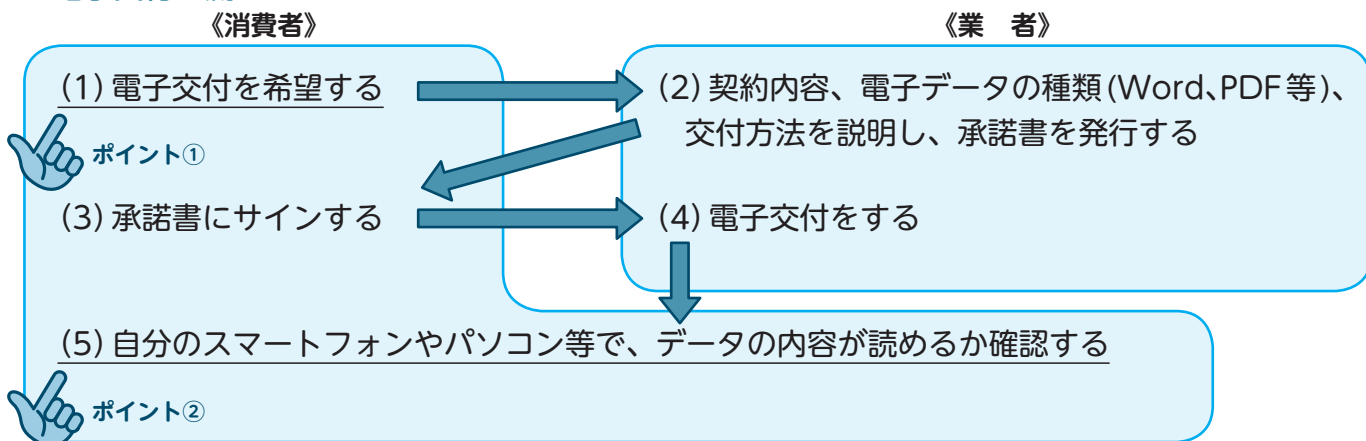 《消費者》
《業　者》
(1) 電子交付を希望する
(2) 契約内容、電子データの種類(Word、PDF等)、
交付方法を説明し、承諾書を発行する
ポイント①
(3) 承諾書にサインする
(4) 電子交付をする
(5) 自分のスマートフォンやパソコン等で、データの内容が読めるか確認する
ポイント②